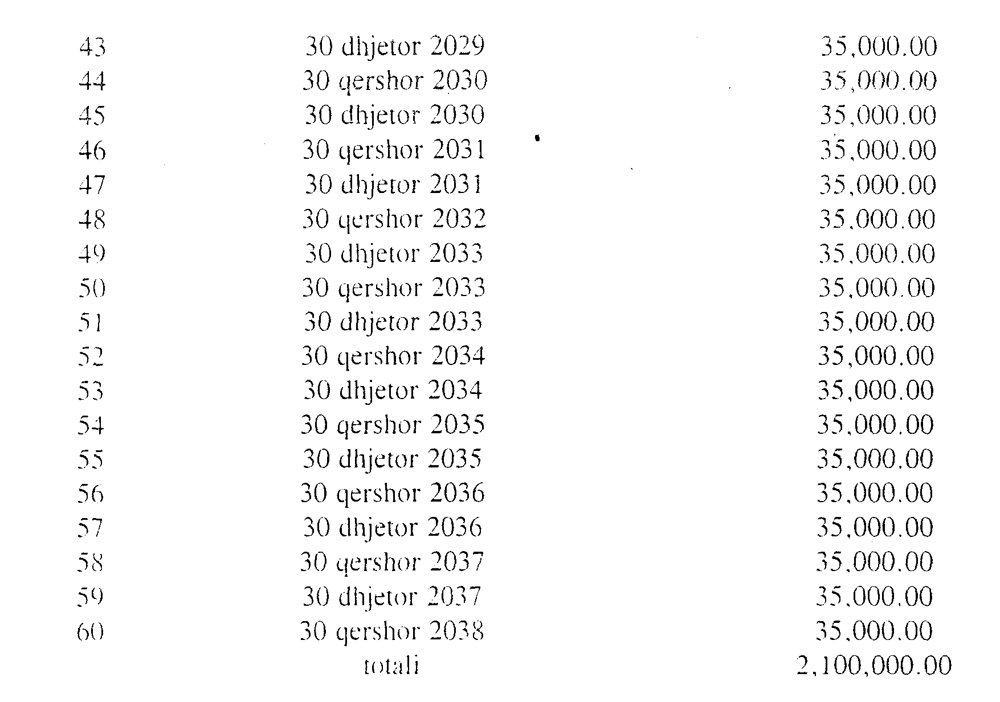 43 30 dhjetor 2029 35,000.00
44 30 qershor 2030 35,000.00
45 30 dhjetor 2030 35,000.00
46 30 qershor 2031 35,000.00
47 30 dhjetor 2031 35,000.00
48 30 qershor 2032 35,000.00
49 30 dhjetor 2033 35,000.00
50 30 qershor 2033 35,000.00
51 30 dhjetor 2033 35,000.00
52 30 qershor 2034 35,000.00
53 30 dhjetor 2034 35,000.00
54 30 qershor 2035 35,000.00
55 30 dhjetor 2035 35,000.00
56 30 qershor 2036 35,000.00
57 30 dhjetor 2036 35,000.00
58 30 qershor 2037 35,000.00
59 30 dhjetor 2037 35,000.00
60 30 qershor 2038 35,000.00
totali 2,100,000.00